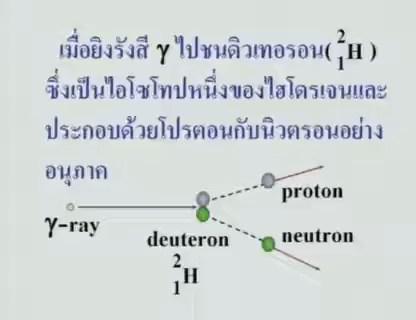 เมื่อยิงรังสี γ ไปชนดิวเทอรอน( ²₁H )
ซึ่งเป็นไอโซโทปหนึ่งของไฮโดรเจนและ
ประกอบด้วยโปรตอนกับนิวตรอนอย่าง
อนุภาค
proton
γ-ray
deuteron
neutron
²₁H